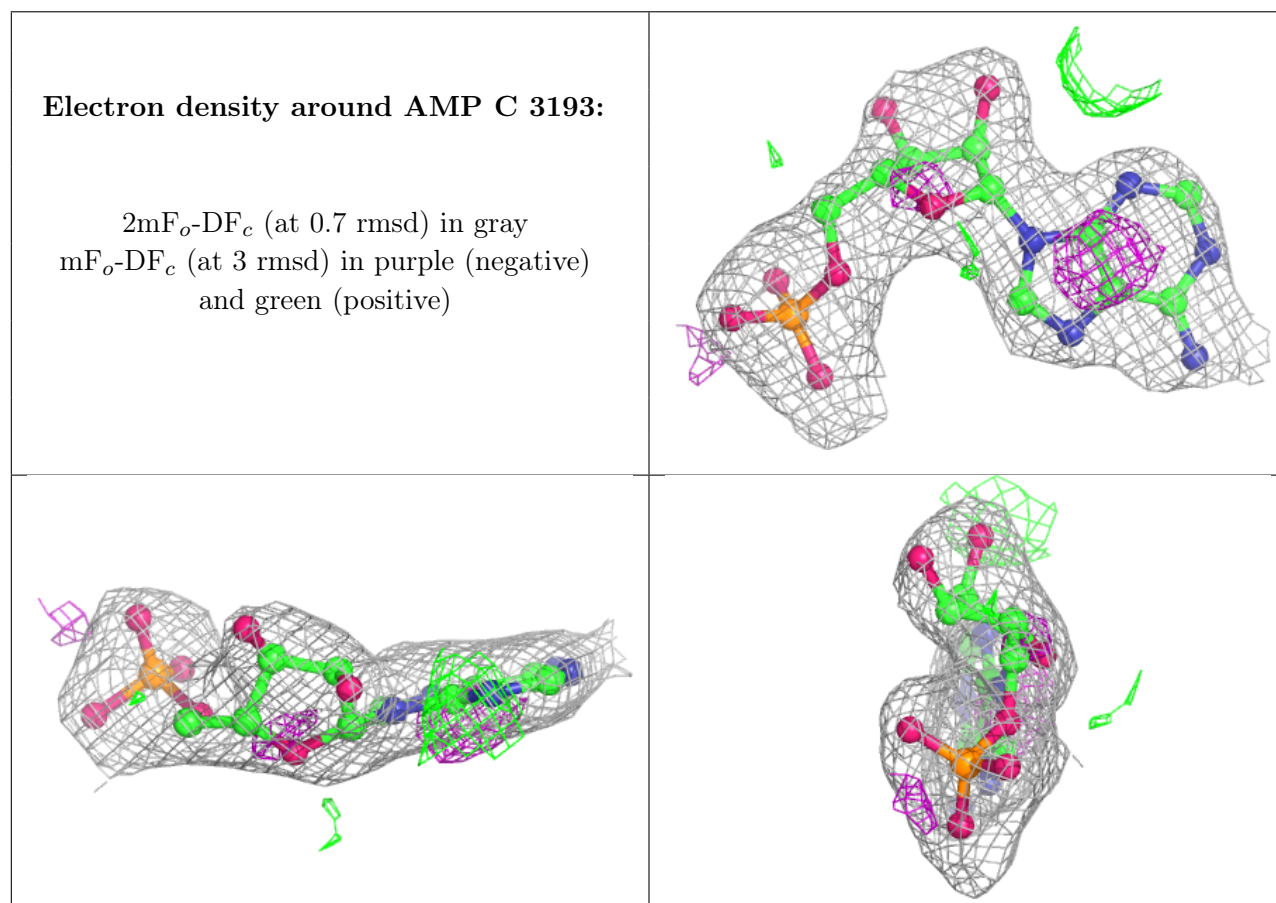 Electron density around AMP C 3193:
2mFo-DFc (at 0.7 rmsd) in gray
mFo-DFc (at 3 rmsd) in purple (negative)
and green (positive)